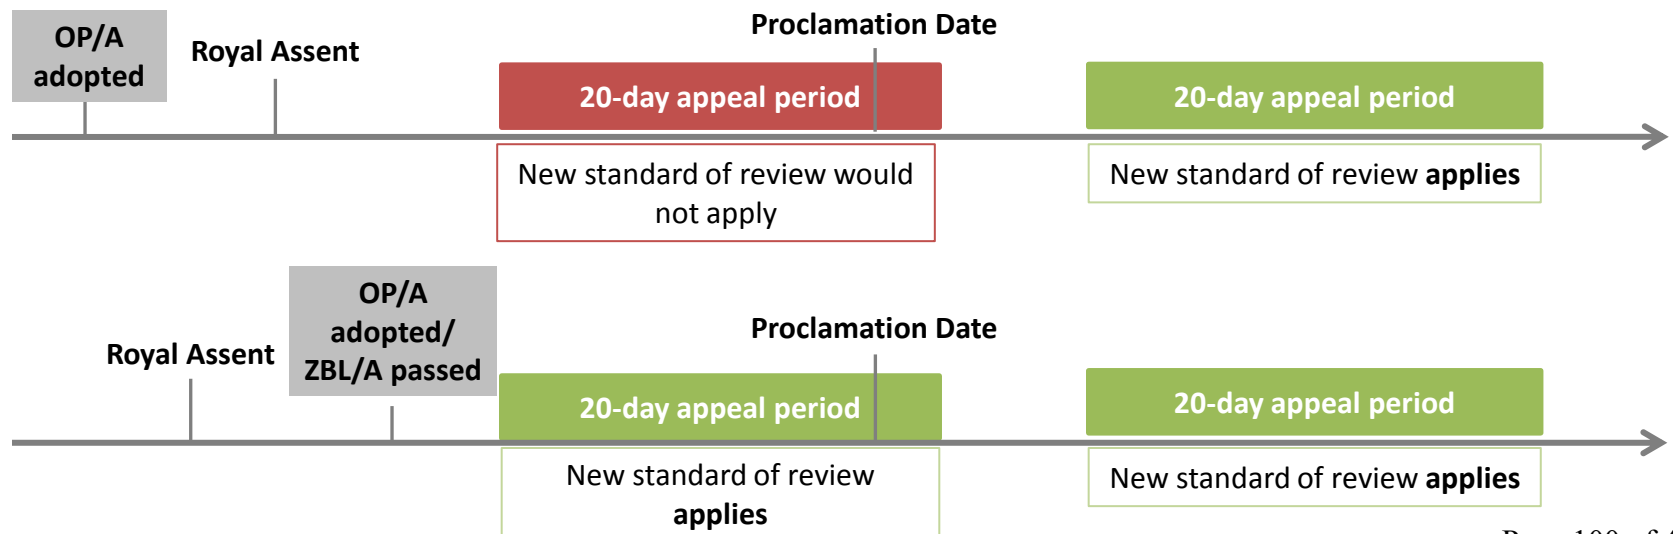 OP/A
adopted
Royal Assent
Proclamation Date
20-day appeal period
20-day appeal period
New standard of review would
not apply
New standard of review applies
Royal Assent
OP/A
adopted/
ZBL/A passed
Proclamation Date
20-day appeal period
20-day appeal period
New standard of review
applies
New standard of review applies
100 of